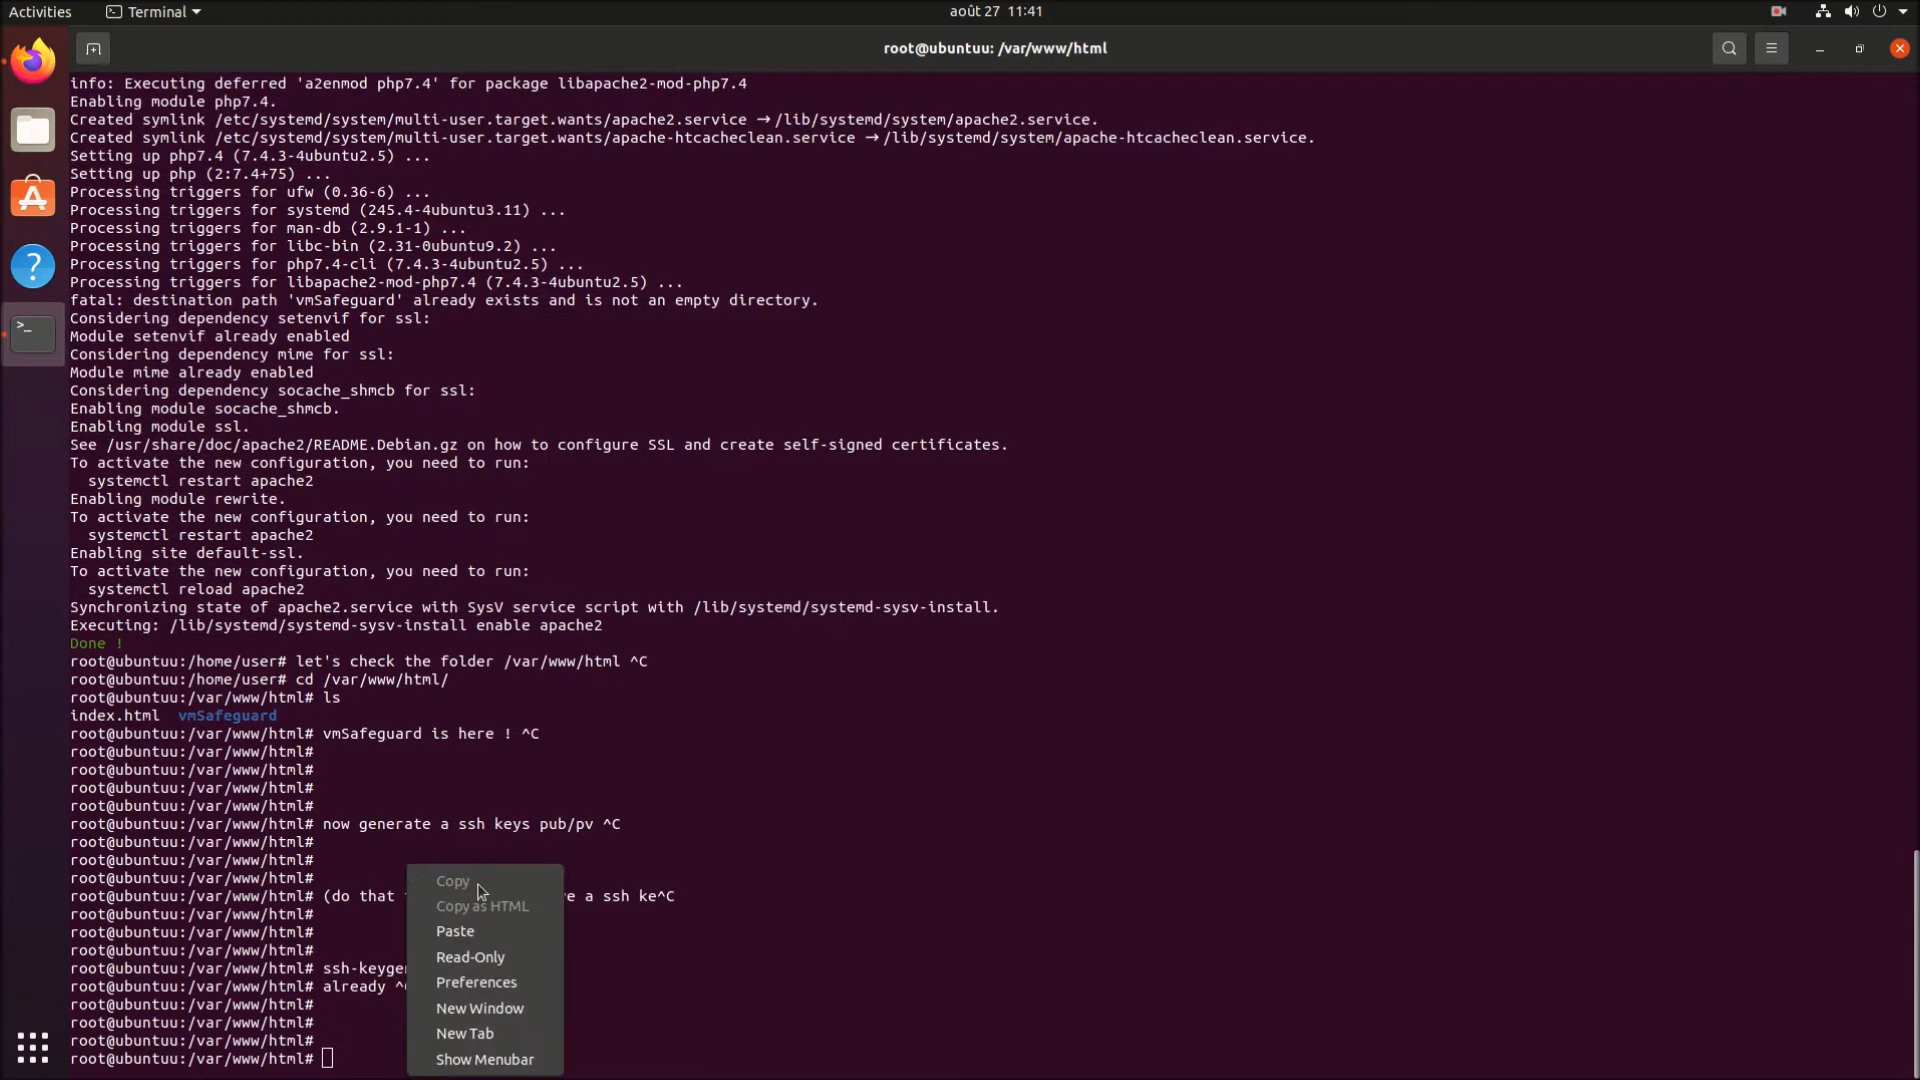 Activities
Terminal
août 27 11:41
root@ubuntuu: /var/www/html
info: Executing deferred 'a2enmod php7.4' for package libapache2-mod-php7.4
Enabling module php7.4.
Created symlink /etc/systemd/system/multi-user.target.wants/apache2.service → /lib/systemd/system/apache2.service.
Created symlink /etc/systemd/system/multi-user.target.wants/apache-htcacheclean.service → /lib/systemd/system/apache-htcacheclean.service.
Setting up php7.4 (7.4.3-4ubuntu2.5) ...
Setting up php (2:7.4+75) ...
Processing triggers for ufw (0.36-6) ...
Processing triggers for systemd (245.4-4ubuntu3.11) ...
Processing triggers for man-db (2.9.1-1) ...
Processing triggers for libc-bin (2.31-0ubuntu9.2) ...
Processing triggers for php7.4-cli (7.4.3-4ubuntu2.5) ...
Processing triggers for libapache2-mod-php7.4 (7.4.3-4ubuntu2.5) ...
fatal: destination path 'vmSafeguard' already exists and is not an empty directory.
Considering dependency setenvif for ssl:
Module setenvif already enabled
Considering dependency mime for ssl:
Module mime already enabled
Considering dependency socache_shmcb for ssl:
Enabling module socache_shmcb.
Enabling module ssl.
See /usr/share/doc/apache2/README.Debian.gz on how to configure SSL and create self-signed certificates.
To activate the new configuration, you need to run:
  systemctl restart apache2
Enabling module rewrite.
To activate the new configuration, you need to run:
  systemctl restart apache2
Enabling site default-ssl.
To activate the new configuration, you need to run:
  systemctl reload apache2
Synchronizing state of apache2.service with SysV service script with /lib/systemd/systemd-sysv-install.
Executing: /lib/systemd/systemd-sysv-install enable apache2
Done !
root@ubuntuu:/home/user# let's check the folder /var/www/html ^C
root@ubuntuu:/home/user# cd /var/www/html/
root@ubuntuu:/var/www/html# ls
index.html  vmSafeguard
root@ubuntuu:/var/www/html# vmSafeguard is here ! ^C
root@ubuntuu:/var/www/html#
root@ubuntuu:/var/www/html#
root@ubuntuu:/var/www/html#
root@ubuntuu:/var/www/html#
root@ubuntuu:/var/www/html# now generate a ssh keys pub/pv ^C
root@ubuntuu:/var/www/html#
root@ubuntuu:/var/www/html#
root@ubuntuu:/var/www/html#
root@ubuntuu:/var/www/html# (do that a ssh ke^C
root@ubuntuu:/var/www/html#
root@ubuntuu:/var/www/html#
root@ubuntuu:/var/www/html#
root@ubuntuu:/var/www/html# ssh-keyge
root@ubuntuu:/var/www/html# already ^
root@ubuntuu:/var/www/html#
root@ubuntuu:/var/www/html#
root@ubuntuu:/var/www/html#
root@ubuntuu:/var/www/html#
Copy
Copy as HTML
Paste
Read-Only
Preferences
New Window
New Tab
Show Menubar